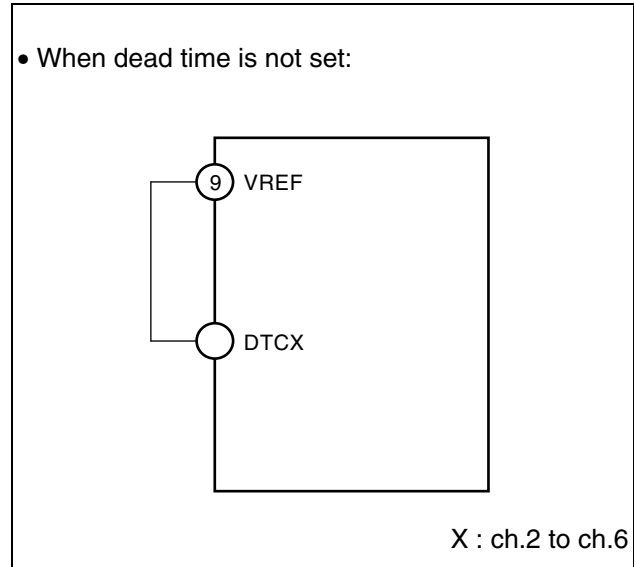 • When dead time is not set:
9 VREF
DTCX
X : ch.2 to ch.6